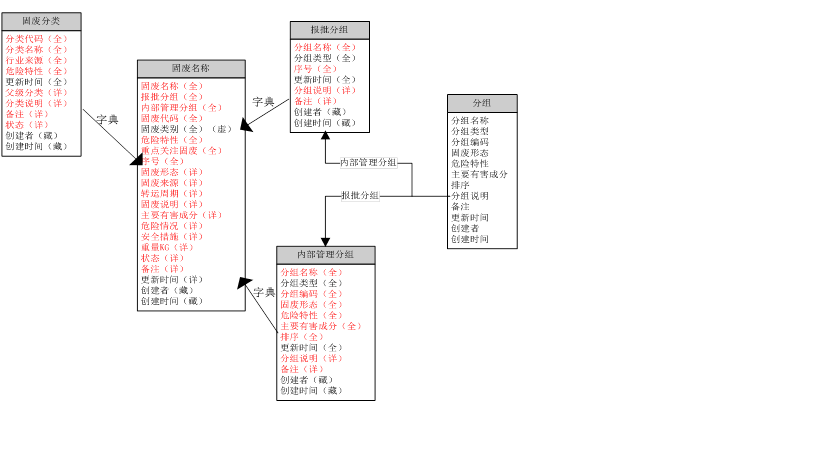 固废分类
分类代码（全）
分类名称（全）
行业来源（全）
危险特性（全）
更新时间（全）
父级分类（详）
分类说明（详）
备注（详）
状态（详）
创建者（藏）
创建时间（藏）
字典
固废名称
固废名称（全）
报批分组（全）
内部管理分组（全）
固废代码（全）
固废类别（全）（虚）
危险特性（全）
重点关注固废（全）
序号（全）
固废形态（详）
固废来源（详）
转运周期（详）
固废说明（详）
主要有害成分（详）
危险情况（详）
安全措施（详）
重量KG（详）
状态（详）
备注（详）
更新时间（详）
创建者（藏）
创建时间（藏）
字典
报批分组
分组名称（全）
分组类型（全）
序号（全）
更新时间（全）
分组说明（详）
备注（详）
创建者（藏）
创建时间（藏）
内部管理分组
报批分组
字典
内部管理分组
分组名称（全）
分组类型（全）
分组编码（全）
固废形态（全）
危险特性（全）
主要有害成分（全）
排序（全）
更新时间（全）
分组说明（详）
备注（详）
创建者（藏）
创建时间（藏）
分组
分组名称
分组类型
分组编码
固废形态
危险特性
主要有害成分
排序
分组说明
备注
更新时间
创建者
创建时间